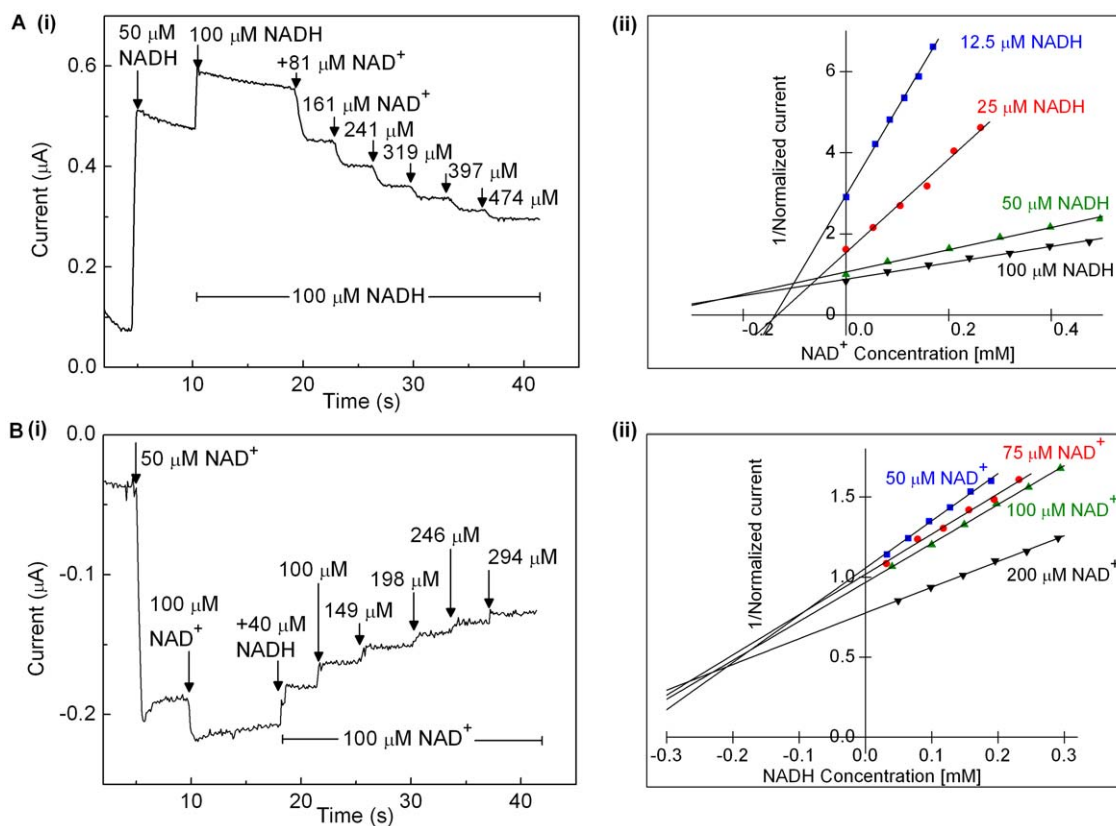 A (i)
50 μM
NADH
100 μM NADH
+81 μM NAD⁺
161 μM NAD⁺
241 μM
319 μM
397 μM
474 μM
100 μM NADH
0.6
0.4
0.2
0.0
Current (μA)
10 20 30 40
Time (s)
(ii)
12.5 μM NADH
25 μM NADH
50 μM NADH
100 μM NADH
6
4
2
0
1/Normalized current
-0.2 0.0 0.2 0.4
NAD⁺ Concentration [mM]
B (i)
50 μM NAD⁺
100 μM
NAD⁺
+40 μM
NADH
100 μM
149 μM
198 μM
246 μM
294 μM
100 μM NAD⁺
0.0
-0.1
-0.2
Current (μA)
10 20 30 40
Time (s)
(ii)
75 μM NAD⁺
50 μM NAD⁺
100 μM NAD⁺
200 μM NAD⁺
1.5
1.0
0.5
0.0
1/Normalized current
-0.3 -0.2 -0.1 0.0 0.1 0.2 0.3
NADH Concentration [mM]